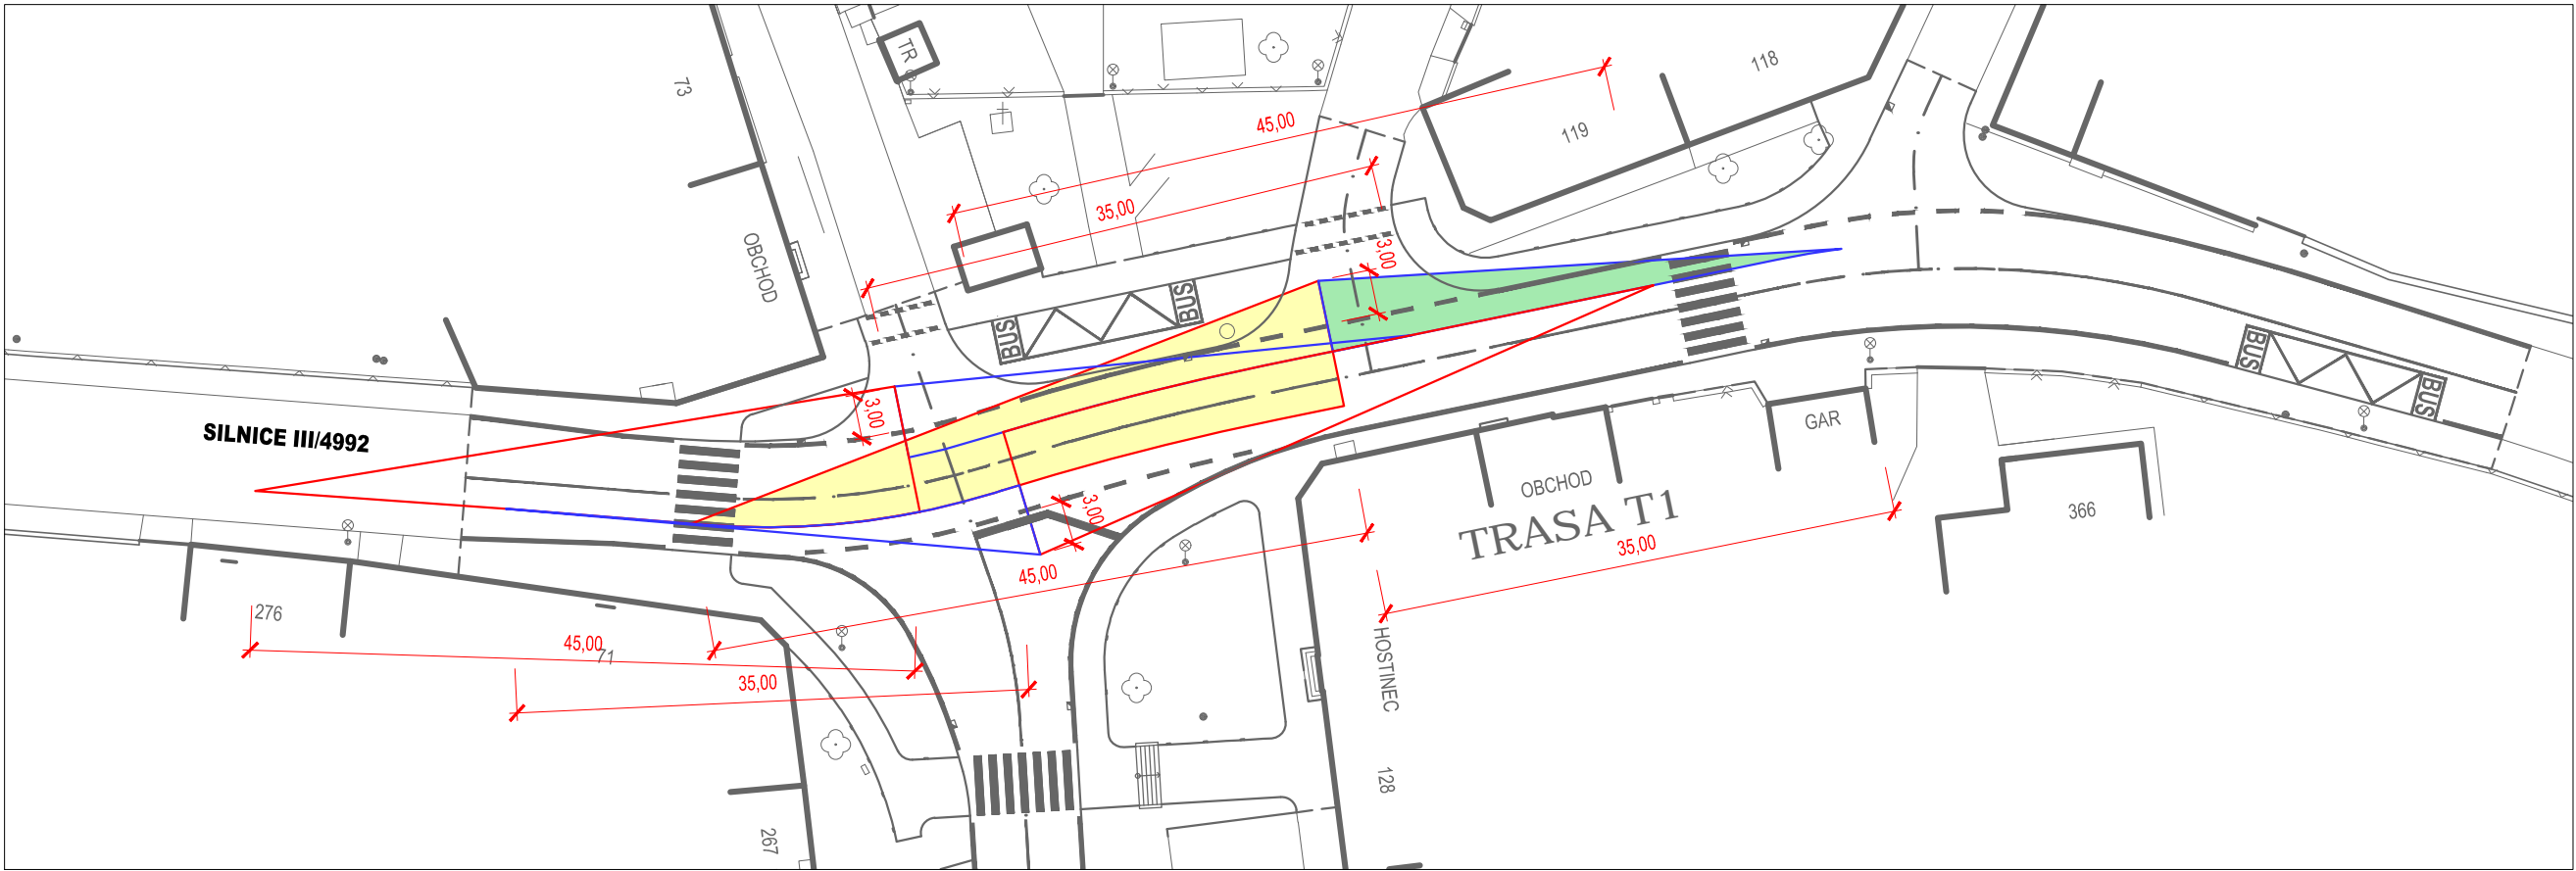 TR
73
118
119
45,00
35,00
OBCHOD
BUS
BUS
3,00
3,00
SILNICE III/4992
BUS
BUS
GAR
OBCHOD
TRASA T1
366
3,00
45,00
35,00
276
45,00
71
35,00
HOSTINEC
128
267